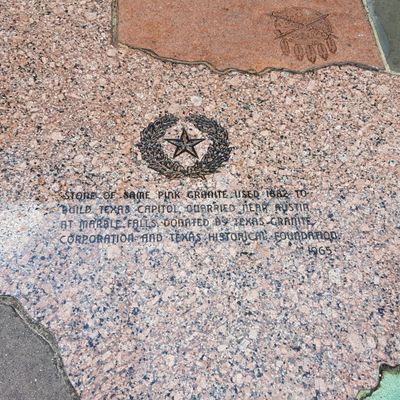 STONE OF SAME PINK GRANITE USED 1882 TO
BUILD TEXAS CAPITOL, QUARRIED NEAR AUSTIN
AT MARBLE FALLS. DONATED BY TEXAS GRANITE
CORPORATION AND TEXAS HISTORICAL FOUNDATION.
1965